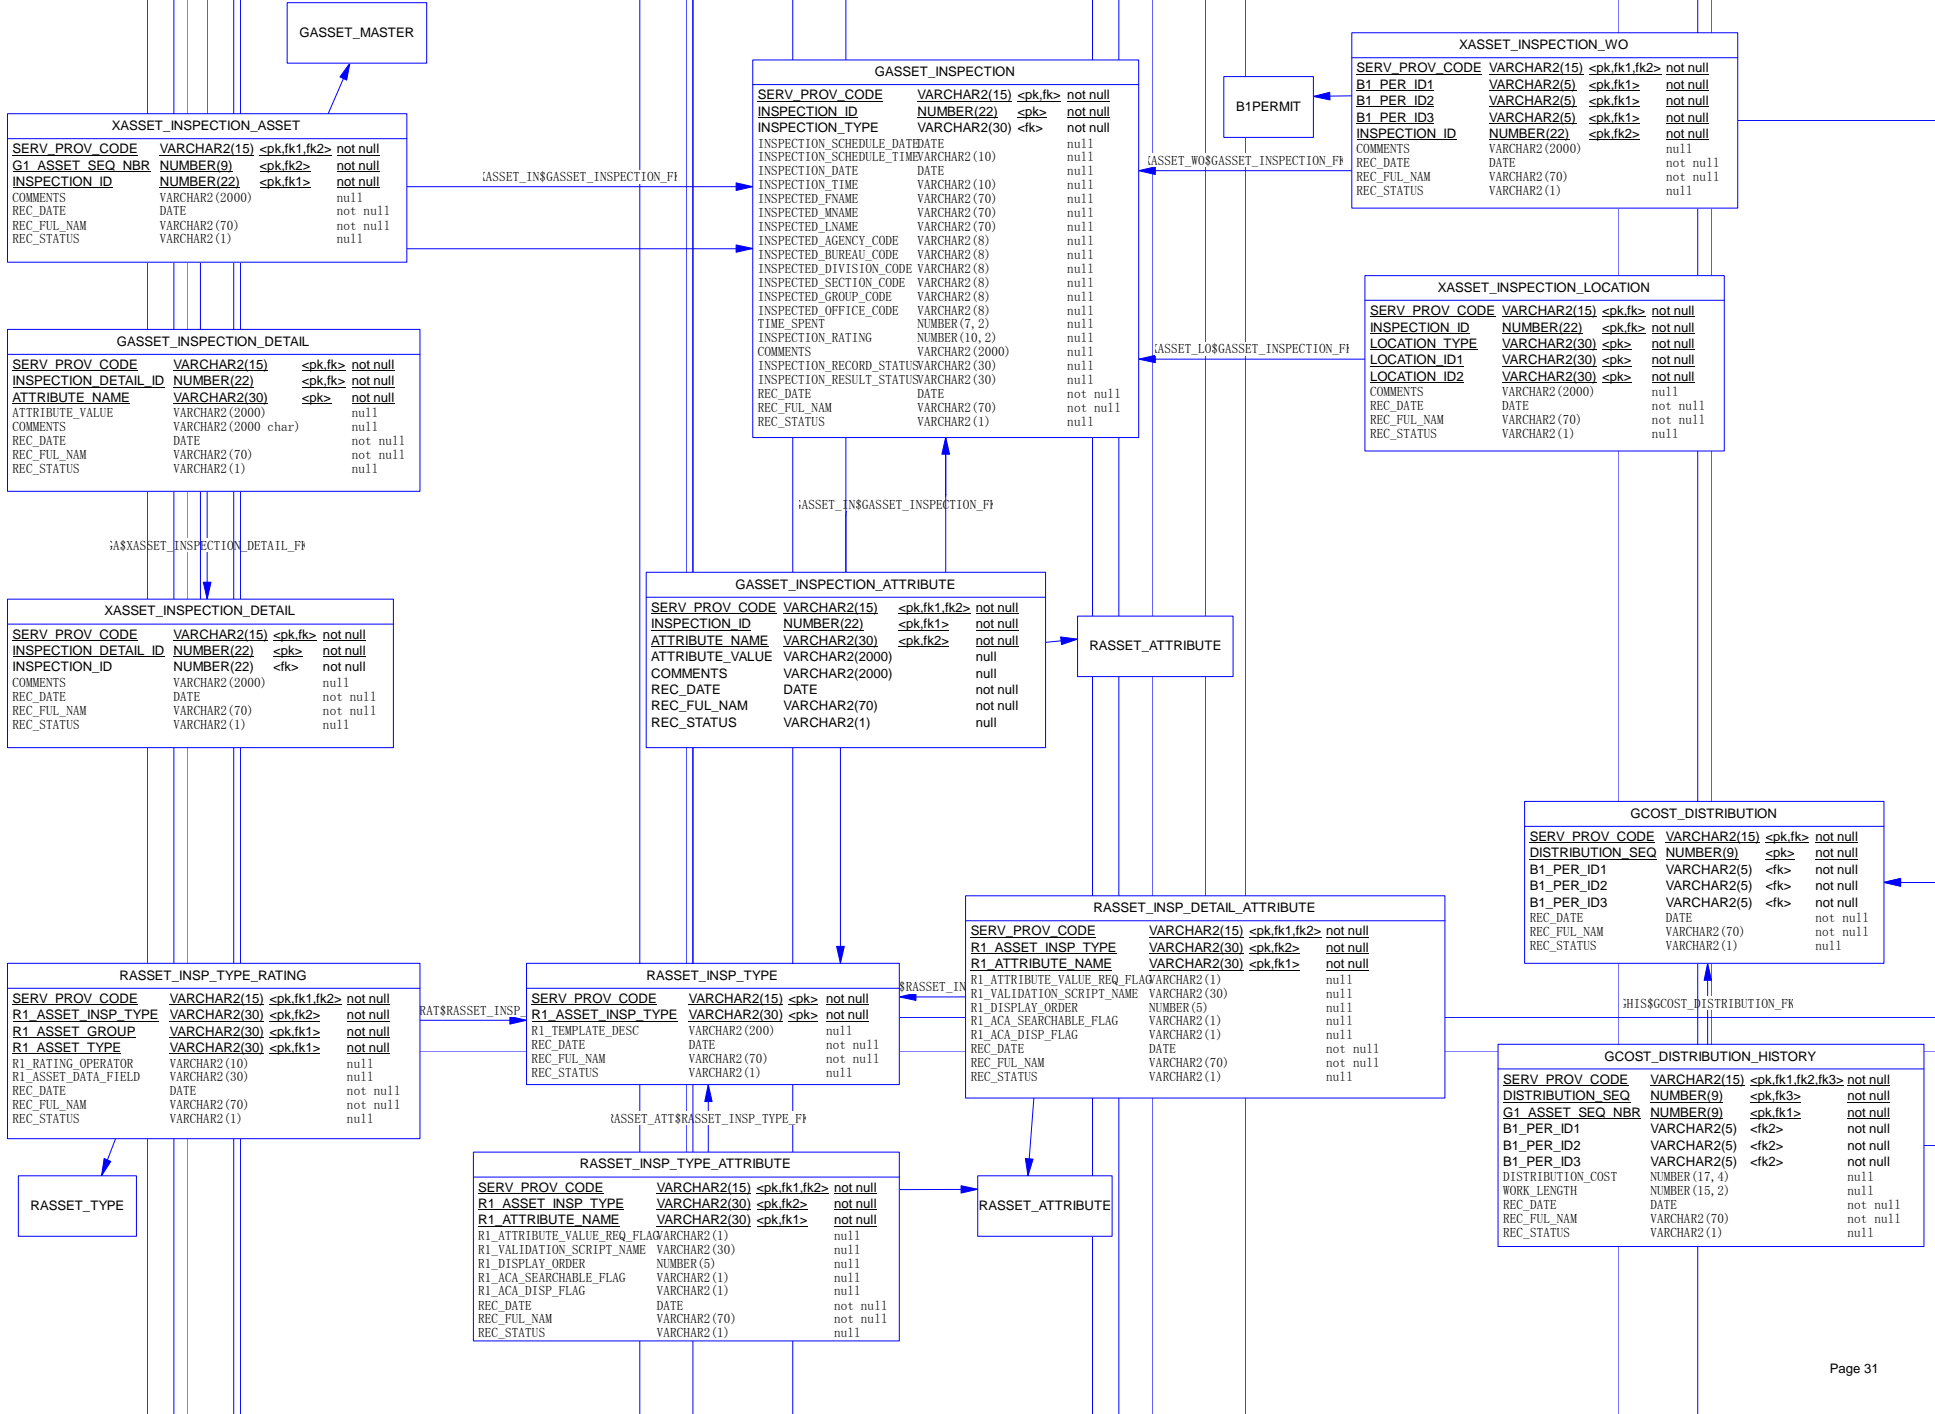 GASSET_MASTER
XASSET_INSPECTION_ASSET
SERV_PROV_CODE VARCHAR2(15) <pk,fk1,fk2> not null
G1_ASSET_SEQ_NBR NUMBER(9) <pk,fk2> not null
INSPECTION_ID NUMBER(22) <pk,fk1> not null
COMMENTS VARCHAR2(2000) null
REC_DATE DATE not null
REC_FUL_NAM VARCHAR2(70) not null
REC_STATUS VARCHAR2(1) null
ASSET_IN$GASSET_INSPECTION_F
GASSET_INSPECTION
SERV_PROV_CODE VARCHAR2(15) <pk,fk> not null
INSPECTION_ID NUMBER(22) <pk> not null
INSPECTION_TYPE VARCHAR2(30) <fk> not null
INSPECTION_SCHEDULE_DATE DATE null
INSPECTION_SCHEDULE_TIME VARCHAR2(10) null
INSPECTION_DATE DATE null
INSPECTION_TIME VARCHAR2(10) null
INSPECTED_FNAME VARCHAR2(70) null
INSPECTED_MNAME VARCHAR2(70) null
INSPECTED_LNAME VARCHAR2(70) null
INSPECTED_AGENCY_CODE VARCHAR2(8) null
INSPECTED_BUREAU_CODE VARCHAR2(8) null
INSPECTED_DIVISION_CODE VARCHAR2(8) null
INSPECTED_SECTION_CODE VARCHAR2(8) null
INSPECTED_GROUP_CODE VARCHAR2(8) null
INSPECTED_OFFICE_CODE VARCHAR2(8) null
TIME_SPENT NUMBER(7,2) null
INSPECTION_RATING NUMBER(10,2) null
COMMENTS VARCHAR2(2000) null
INSPECTION_RECORD_STATUS VARCHAR2(30) null
INSPECTION_RESULT_STATUS VARCHAR2(30) null
REC_DATE DATE not null
REC_FUL_NAM VARCHAR2(70) not null
REC_STATUS VARCHAR2(1) null
B1PERMIT
XASSET_INSPECTION_WO
SERV_PROV_CODE VARCHAR2(15) <pk,fk1,fk2> not null
B1_PER_ID1 VARCHAR2(5) <pk,fk1> not null
B1_PER_ID2 VARCHAR2(5) <pk,fk1> not null
B1_PER_ID3 VARCHAR2(5) <pk,fk1> not null
INSPECTION_ID NUMBER(22) <pk,fk2> not null
COMMENTS VARCHAR2(2000) null
REC_DATE DATE not null
REC_FUL_NAM VARCHAR2(70) not null
REC_STATUS VARCHAR2(1) null
ASSET_WO$GASSET_INSPECTION_F
XASSET_INSPECTION_LOCATION
SERV_PROV_CODE VARCHAR2(15) <pk,fk> not null
INSPECTION_ID NUMBER(22) <pk,fk> not null
LOCATION_TYPE VARCHAR2(30) <pk> not null
LOCATION_ID1 VARCHAR2(30) <pk> not null
LOCATION_ID2 VARCHAR2(30) <pk> not null
COMMENTS VARCHAR2(2000) null
REC_DATE DATE not null
REC_FUL_NAM VARCHAR2(70) not null
REC_STATUS VARCHAR2(1) null
ASSET_LO$GASSET_INSPECTION_F
GASSET_INSPECTION_DETAIL
SERV_PROV_CODE VARCHAR2(15) <pk,fk> not null
INSPECTION_DETAIL_ID NUMBER(22) <pk,fk> not null
ATTRIBUTE_NAME VARCHAR2(30) <pk> not null
ATTRIBUTE_VALUE VARCHAR2(2000) null
COMMENTS VARCHAR2(2000 char) null
REC_DATE DATE not null
REC_FUL_NAM VARCHAR2(70) not null
REC_STATUS VARCHAR2(1) null
A$XASSET_INSPECTION_DETAIL_F
ASSET_IN$GASSET_INSPECTION_F
XASSET_INSPECTION_DETAIL
SERV_PROV_CODE VARCHAR2(15) <pk,fk> not null
INSPECTION_DETAIL_ID NUMBER(22) <pk> not null
INSPECTION_ID NUMBER(22) <fk> not null
COMMENTS VARCHAR2(2000) null
REC_DATE DATE not null
REC_FUL_NAM VARCHAR2(70) not null
REC_STATUS VARCHAR2(1) null
GASSET_INSPECTION_ATTRIBUTE
SERV_PROV_CODE VARCHAR2(15) <pk,fk1,fk2> not null
INSPECTION_ID NUMBER(22) <pk,fk1> not null
ATTRIBUTE_NAME VARCHAR2(30) <pk,fk2> not null
ATTRIBUTE_VALUE VARCHAR2(2000) null
COMMENTS VARCHAR2(2000) null
REC_DATE DATE not null
REC_FUL_NAM VARCHAR2(70) not null
REC_STATUS VARCHAR2(1) null
RASSET_ATTRIBUTE
GCOST_DISTRIBUTION
SERV_PROV_CODE VARCHAR2(15) <pk,fk> not null
DISTRIBUTION_SEQ NUMBER(9) <pk> not null
B1_PER_ID1 VARCHAR2(5) <fk> not null
B1_PER_ID2 VARCHAR2(5) <fk> not null
B1_PER_ID3 VARCHAR2(5) <fk> not null
REC_DATE DATE not null
REC_FUL_NAM VARCHAR2(70) not null
REC_STATUS VARCHAR2(1) null
RASSET_INSP_TYPE_RATING
SERV_PROV_CODE VARCHAR2(15) <pk,fk1,fk2> not null
R1_ASSET_INSP_TYPE VARCHAR2(30) <pk,fk2> not null
R1_ASSET_GROUP VARCHAR2(30) <pk,fk1> not null
R1_ASSET_TYPE VARCHAR2(30) <pk,fk1> not null
R1_RATING_OPERATOR VARCHAR2(10) null
R1_ASSET_DATA_FIELD VARCHAR2(30) null
REC_DATE DATE not null
REC_FUL_NAM VARCHAR2(70) not null
REC_STATUS VARCHAR2(1) null
RAT$RASSET_INSP_
RASSET_INSP_TYPE
SERV_PROV_CODE VARCHAR2(15) <pk> not null
R1_ASSET_INSP_TYPE VARCHAR2(30) <pk> not null
R1_TEMPLATE_DESC VARCHAR2(200) null
REC_DATE DATE not null
REC_FUL_NAM VARCHAR2(70) not null
REC_STATUS VARCHAR2(1) null
$RASSET_IN
RASSET_INSP_DETAIL_ATTRIBUTE
SERV_PROV_CODE VARCHAR2(15) <pk,fk1,fk2> not null
R1_ASSET_INSP_TYPE VARCHAR2(30) <pk,fk2> not null
R1_ATTRIBUTE_NAME VARCHAR2(30) <pk,fk1> not null
R1_ATTRIBUTE_VALUE_REQ_FLAG VARCHAR2(1) null
R1_VALIDATION_SCRIPT_NAME VARCHAR2(30) null
R1_DISPLAY_ORDER NUMBER(5) null
R1_ACA_SEARCHABLE_FLAG VARCHAR2(1) null
R1_ACA_DISP_FLAG VARCHAR2(1) null
REC_DATE DATE not null
REC_FUL_NAM VARCHAR2(70) not null
REC_STATUS VARCHAR2(1) null
HIS$GCOST_DISTRIBUTION_FK
GCOST_DISTRIBUTION_HISTORY
SERV_PROV_CODE VARCHAR2(15) <pk,fk1,fk2,fk3> not null
DISTRIBUTION_SEQ NUMBER(9) <pk,fk3> not null
G1_ASSET_SEQ_NBR NUMBER(9) <pk,fk1> not null
B1_PER_ID1 VARCHAR2(5) <fk2> not null
B1_PER_ID2 VARCHAR2(5) <fk2> not null
B1_PER_ID3 VARCHAR2(5) <fk2> not null
DISTRIBUTION_COST NUMBER(17,4) null
WORK_LENGTH NUMBER(15,2) null
REC_DATE DATE not null
REC_FUL_NAM VARCHAR2(70) not null
REC_STATUS VARCHAR2(1) null
ASSET_ATT$RASSET_INSP_TYPE_F
RASSET_TYPE
RASSET_INSP_TYPE_ATTRIBUTE
SERV_PROV_CODE VARCHAR2(15) <pk,fk1,fk2> not null
R1_ASSET_INSP_TYPE VARCHAR2(30) <pk,fk2> not null
R1_ATTRIBUTE_NAME VARCHAR2(30) <pk,fk1> not null
R1_ATTRIBUTE_VALUE_REQ_FLAG VARCHAR2(1) null
R1_VALIDATION_SCRIPT_NAME VARCHAR2(30) null
R1_DISPLAY_ORDER NUMBER(5) null
R1_ACA_SEARCHABLE_FLAG VARCHAR2(1) null
R1_ACA_DISP_FLAG VARCHAR2(1) null
REC_DATE DATE not null
REC_FUL_NAM VARCHAR2(70) not null
REC_STATUS VARCHAR2(1) null
RASSET_ATTRIBUTE
Page 31